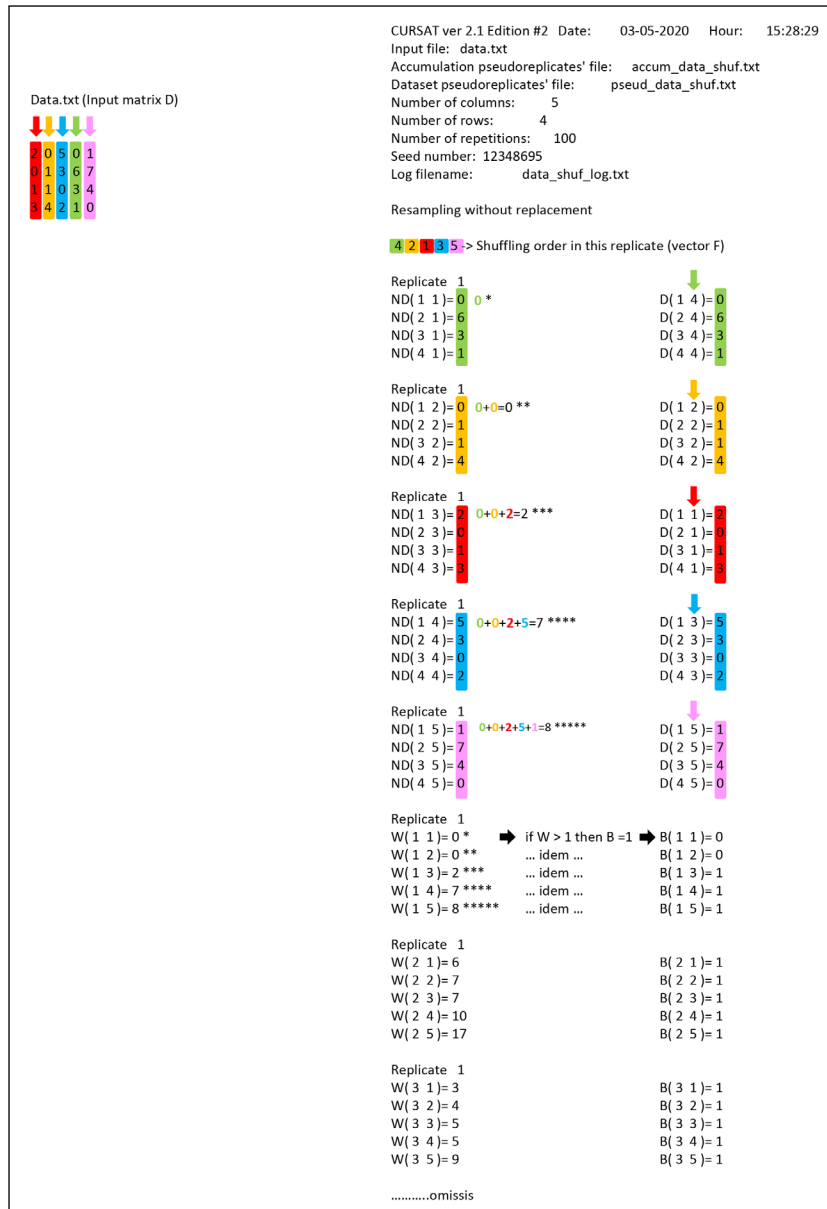 CURSAT ver 2.1 Edition #2 Date: 03-05-2020 Hour: 15:28:29
Input file: data.txt
Accumulation pseudoreplicates' file: accum_data_shuf.txt
Dataset pseudoreplicates' file: pseud_data_shuf.txt
Number of columns: 5
Number of rows: 4
Number of repetitions: 100
Seed number: 12348695
Log filename: data_shuf_log.txt
Data.txt (Input matrix D)
2 0 5 0 1
0 1 3 6 7
1 1 0 3 4
3 4 2 1 0
Resampling without replacement
4 2 1 3 5 -> Shuffling order in this replicate (vector F)
Replicate 1
ND( 1 1 )= 0 0 * D( 1 4 )= 0
ND( 2 1 )= 6 D( 2 4 )= 6
ND( 3 1 )= 3 D( 3 4 )= 3
ND( 4 1 )= 1 D( 4 4 )= 1
Replicate 1
ND( 1 2 )= 0 0+0=0 ** D( 1 2 )= 0
ND( 2 2 )= 1 D( 2 2 )= 1
ND( 3 2 )= 1 D( 3 2 )= 1
ND( 4 2 )= 4 D( 4 2 )= 4
Replicate 1
ND( 1 3 )= 2 0+0+2=2 *** D( 1 1 )= 2
ND( 2 3 )= 0 D( 2 1 )= 0
ND( 3 3 )= 1 D( 3 1 )= 1
ND( 4 3 )= 3 D( 4 1 )= 3
Replicate 1
ND( 1 4 )= 5 0+0+2+5=7 **** D( 1 3 )= 5
ND( 2 4 )= 3 D( 2 3 )= 3
ND( 3 4 )= 0 D( 3 3 )= 0
ND( 4 4 )= 2 D( 4 3 )= 2
Replicate 1
ND( 1 5 )= 1 0+0+2+5+1=8 ***** D( 1 5 )= 1
ND( 2 5 )= 7 D( 2 5 )= 7
ND( 3 5 )= 4 D( 3 5 )= 4
ND( 4 5 )= 0 D( 4 5 )= 0
Replicate 1
W( 1 1 )= 0 * if W > 1 then B =1 B( 1 1 )= 0
W( 1 2 )= 0 ** ... idem ... B( 1 2 )= 0
W( 1 3 )= 2 *** ... idem ... B( 1 3 )= 1
W( 1 4 )= 7 **** ... idem ... B( 1 4 )= 1
W( 1 5 )= 8 ***** ... idem ... B( 1 5 )= 1
Replicate 1
W( 2 1 )= 6 B( 2 1 )= 1
W( 2 2 )= 7 B( 2 2 )= 1
W( 2 3 )= 7 B( 2 3 )= 1
W( 2 4 )= 10 B( 2 4 )= 1
W( 2 5 )= 17 B( 2 5 )= 1
Replicate 1
W( 3 1 )= 3 B( 3 1 )= 1
W( 3 2 )= 4 B( 3 2 )= 1
W( 3 3 )= 5 B( 3 3 )= 1
W( 3 4 )= 5 B( 3 4 )= 1
W( 3 5 )= 9 B( 3 5 )= 1
...........omissis